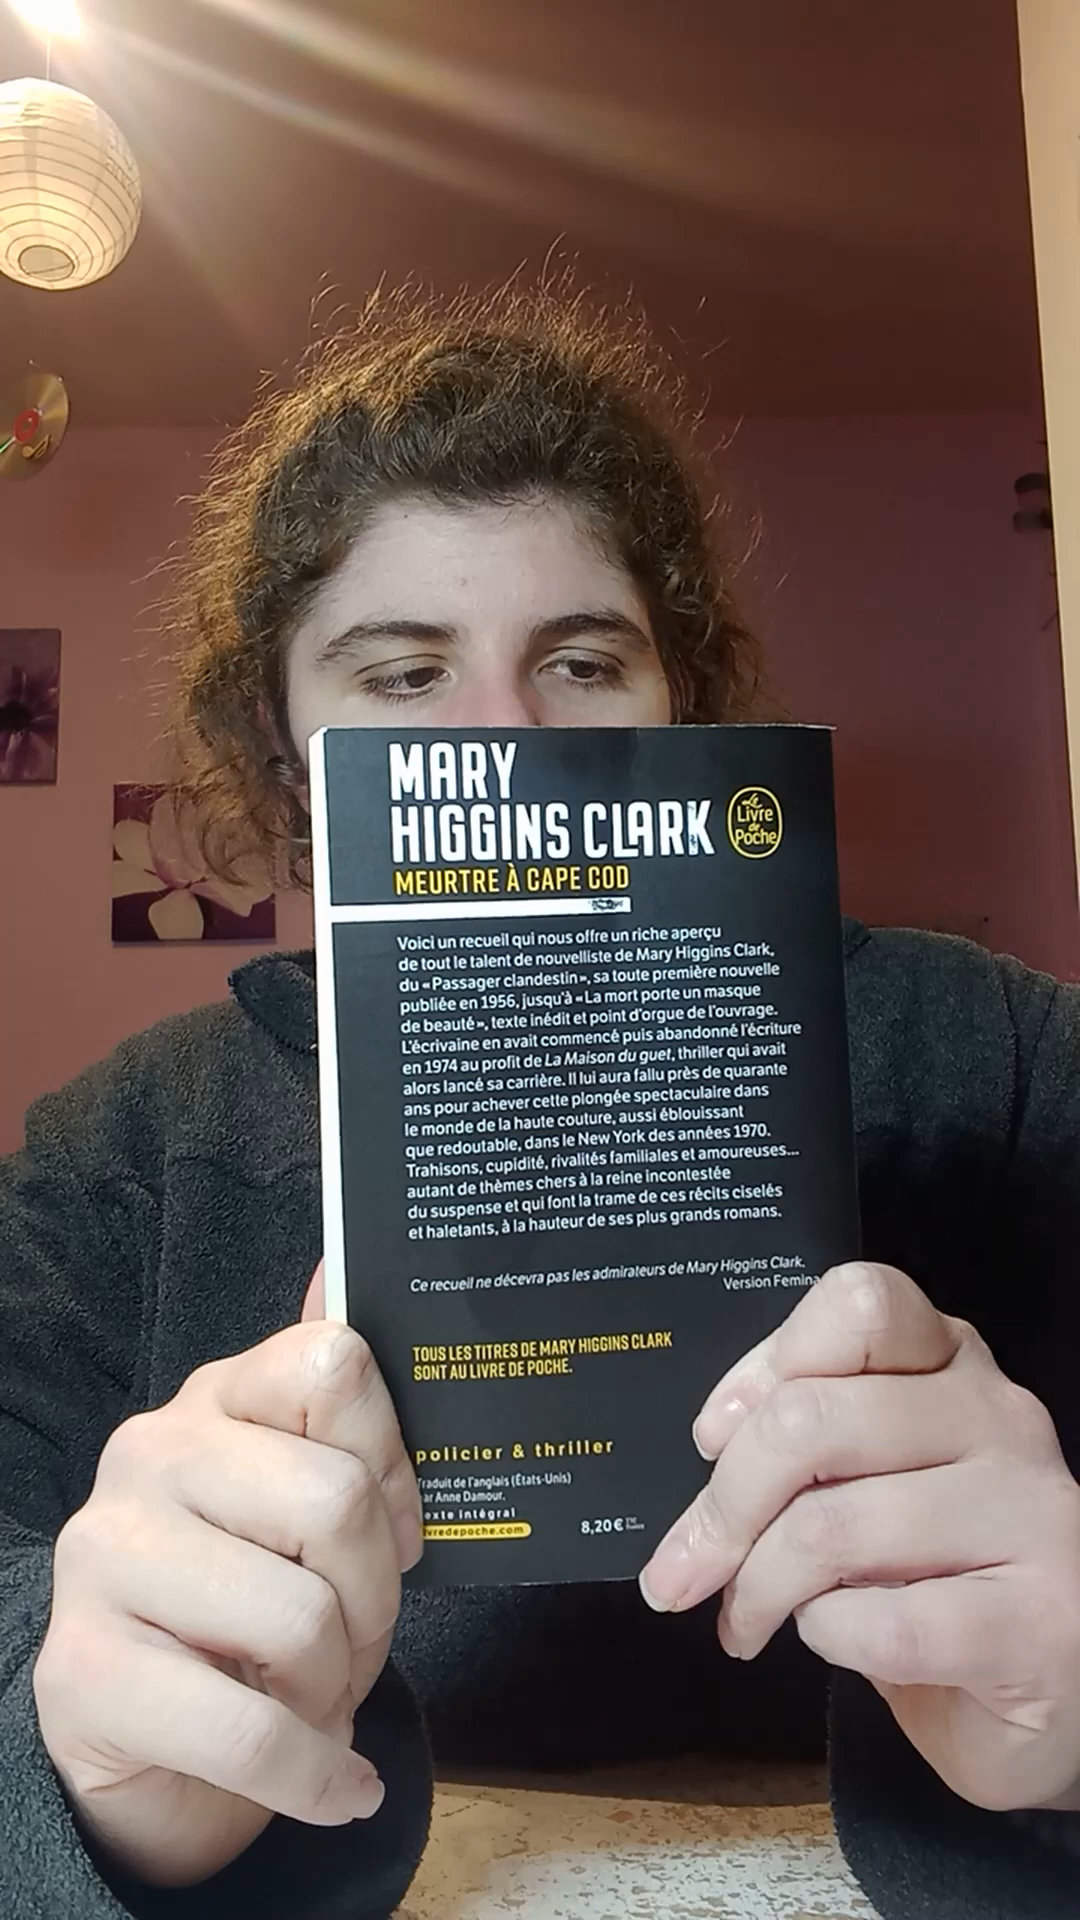 MARY
HIGGINS CLARK
Le
Livre
de
Poche
MEURTRE À CAPE COD
Voici un recueil qui nous offre un riche aperçu
de tout le talent de nouvelliste de Mary Higgins Clark,
du « Passager clandestin », sa toute première nouvelle
publiée en 1956, jusqu'à « La mort porte un masque
de beauté », texte inédit et point d'orgue de l'ouvrage.
L'écrivaine en avait commencé puis abandonné l'écriture
en 1974 au profit de La Maison du guet, thriller qui avait
alors lancé sa carrière. Il lui aura fallu près de quarante
ans pour achever cette plongée spectaculaire dans
le monde de la haute couture, aussi éblouissant
que redoutable, dans le New York des années 1970.
Trahisons, cupidité, rivalités familiales et amoureuses...
autant de thèmes chers à la reine incontestée
du suspense et qui font la trame de ces récits ciselés
et haletants, à la hauteur de ses plus grands romans.
Ce recueil ne décevra pas les admirateurs de Mary Higgins Clark.
Version Femina
TOUS LES TITRES DE MARY HIGGINS CLARK
SONT AU LIVRE DE POCHE.
policier & thriller
raduit de l'anglais (États-Unis)
ar Anne Damour.
exte intégral
ivredepoche.com
8,20 €